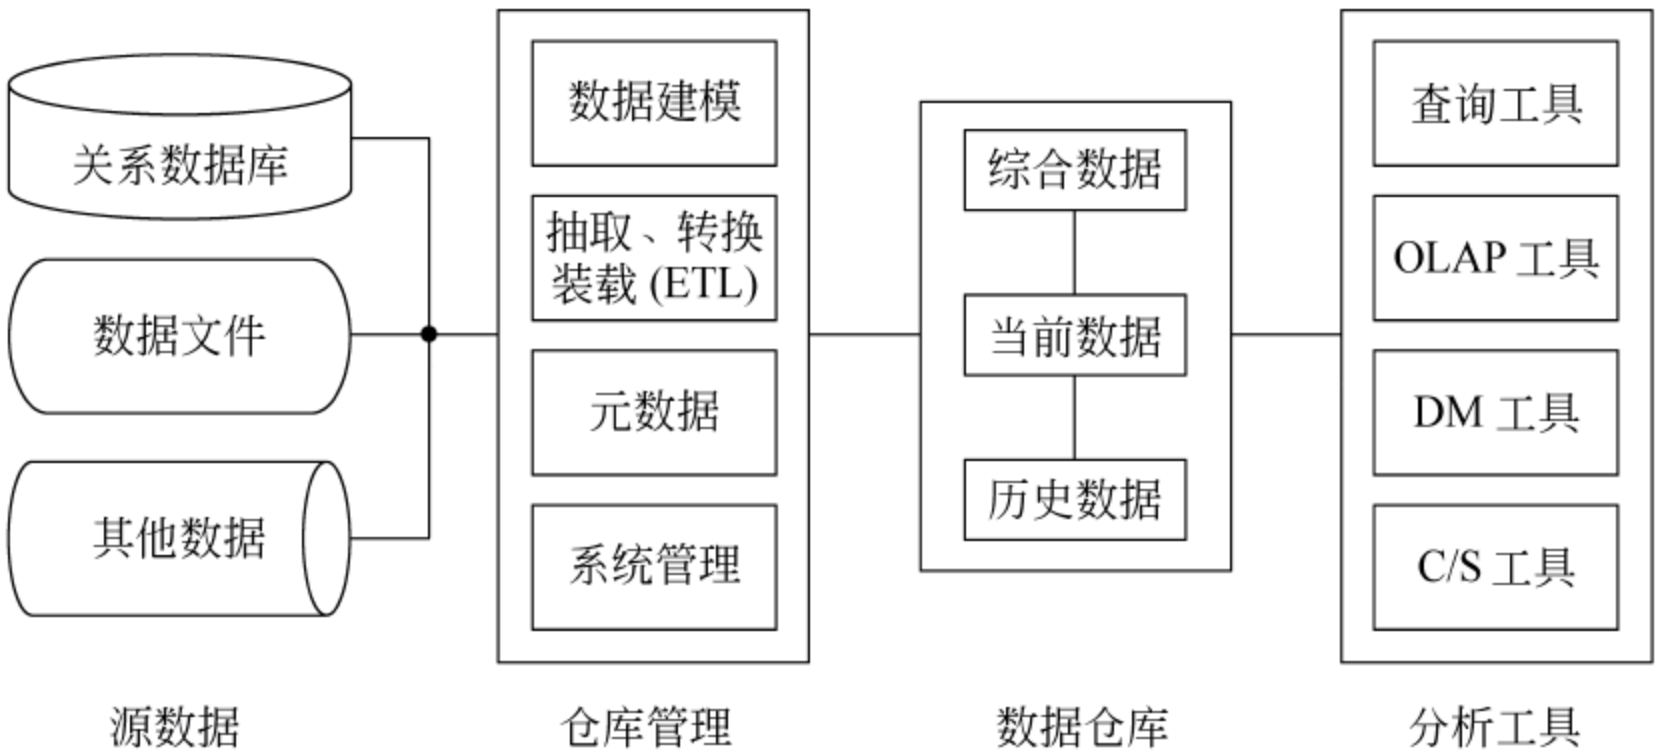 关系数据库
数据文件
其他数据
源数据
数据建模
抽取、转换
装载 (ETL)
元数据
系统管理
仓库管理
综合数据
当前数据
历史数据
数据仓库
查询工具
OLAP 工具
DM 工具
C/S 工具
分析工具